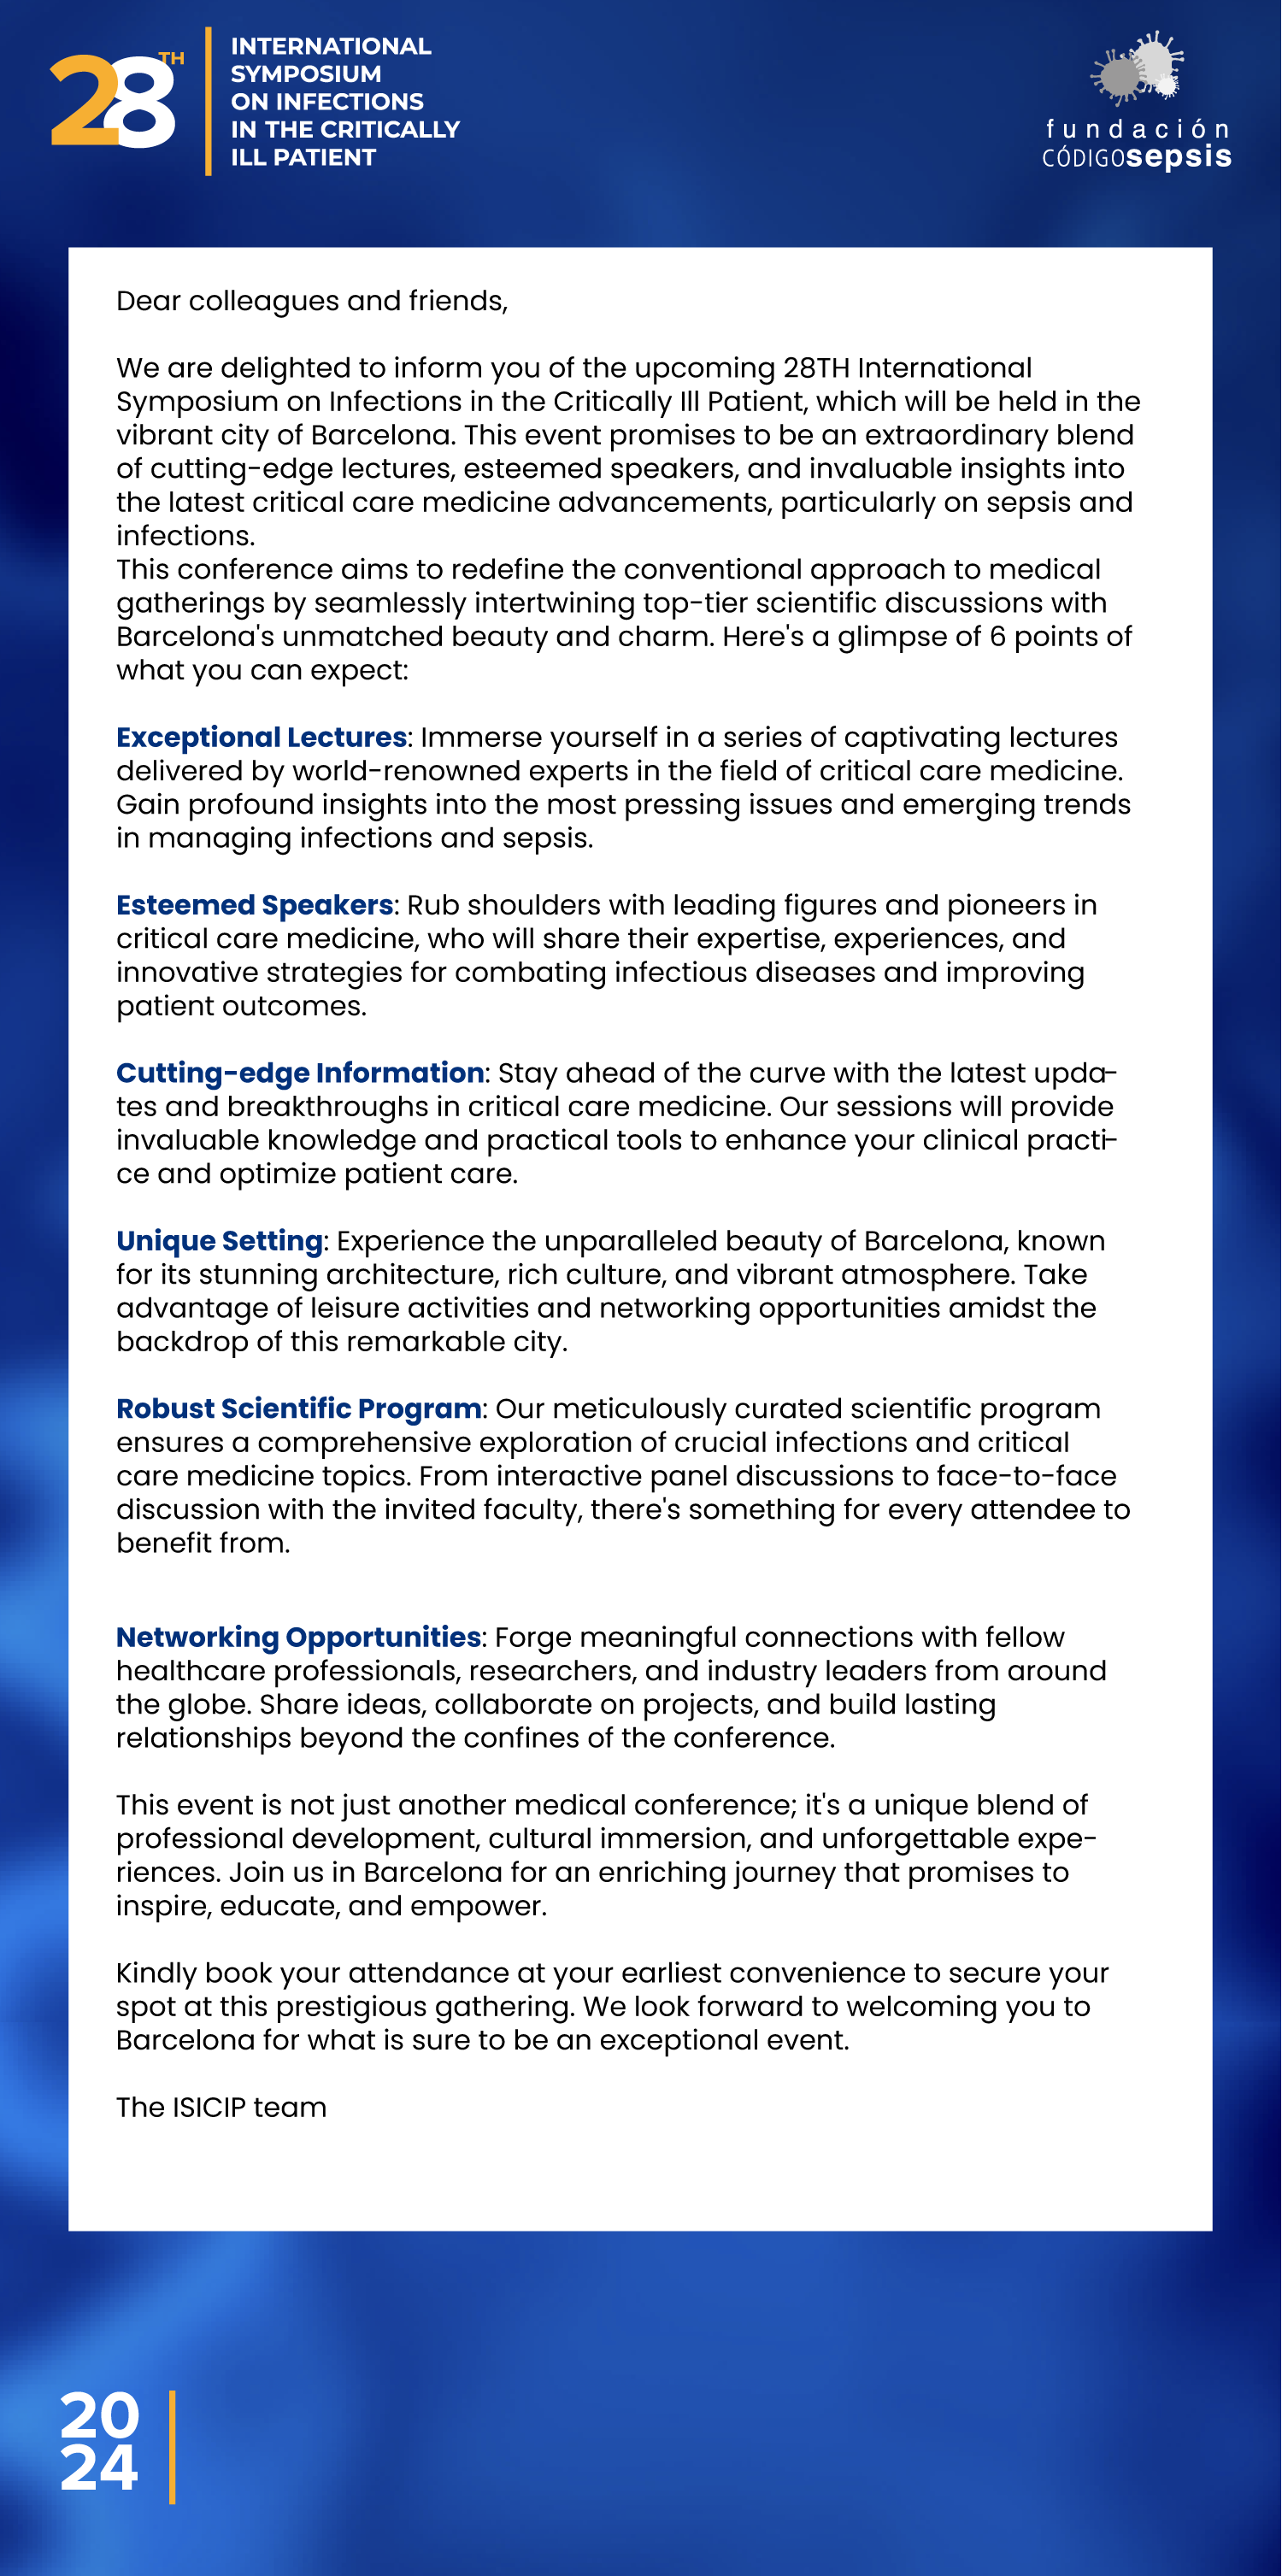 28TH
INTERNATIONAL
SYMPOSIUM
ON INFECTIONS
IN THE CRITICALLY
ILL PATIENT
fundación
CÓDIGOsepsis
Dear colleagues and friends,
We are delighted to inform you of the upcoming 28TH International
Symposium on Infections in the Critically Ill Patient, which will be held in the
vibrant city of Barcelona. This event promises to be an extraordinary blend
of cutting-edge lectures, esteemed speakers, and invaluable insights into
the latest critical care medicine advancements, particularly on sepsis and
infections.
This conference aims to redefine the conventional approach to medical
gatherings by seamlessly intertwining top-tier scientific discussions with
Barcelona's unmatched beauty and charm. Here's a glimpse of 6 points of
what you can expect:
Exceptional Lectures: Immerse yourself in a series of captivating lectures
delivered by world-renowned experts in the field of critical care medicine.
Gain profound insights into the most pressing issues and emerging trends
in managing infections and sepsis.
Esteemed Speakers: Rub shoulders with leading figures and pioneers in
critical care medicine, who will share their expertise, experiences, and
innovative strategies for combating infectious diseases and improving
patient outcomes.
Cutting-edge Information: Stay ahead of the curve with the latest upda-
tes and breakthroughs in critical care medicine. Our sessions will provide
invaluable knowledge and practical tools to enhance your clinical practi-
ce and optimize patient care.
Unique Setting: Experience the unparalleled beauty of Barcelona, known
for its stunning architecture, rich culture, and vibrant atmosphere. Take
advantage of leisure activities and networking opportunities amidst the
backdrop of this remarkable city.
Robust Scientific Program: Our meticulously curated scientific program
ensures a comprehensive exploration of crucial infections and critical
care medicine topics. From interactive panel discussions to face-to-face
discussion with the invited faculty, there's something for every attendee to
benefit from.
Networking Opportunities: Forge meaningful connections with fellow
healthcare professionals, researchers, and industry leaders from around
the globe. Share ideas, collaborate on projects, and build lasting
relationships beyond the confines of the conference.
This event is not just another medical conference; it's a unique blend of
professional development, cultural immersion, and unforgettable expe-
riences. Join us in Barcelona for an enriching journey that promises to
inspire, educate, and empower.
Kindly book your attendance at your earliest convenience to secure your
spot at this prestigious gathering. We look forward to welcoming you to
Barcelona for what is sure to be an exceptional event.
The ISICIP team
20
24